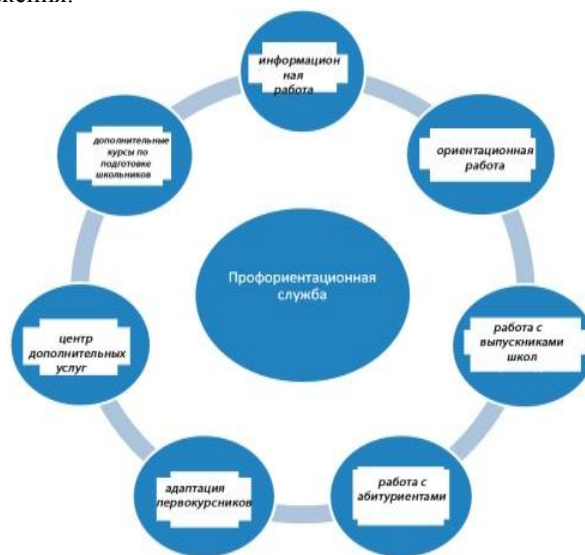 информацион
ная
работа
ориентационная
работа
работа с
выпускниками
школ
работа с
абитуриентами
адаптация
первокурсников
центр
дополнительных
услуг
дополнительные
курсы по
подготовке
школьников
Профориентационная
служба